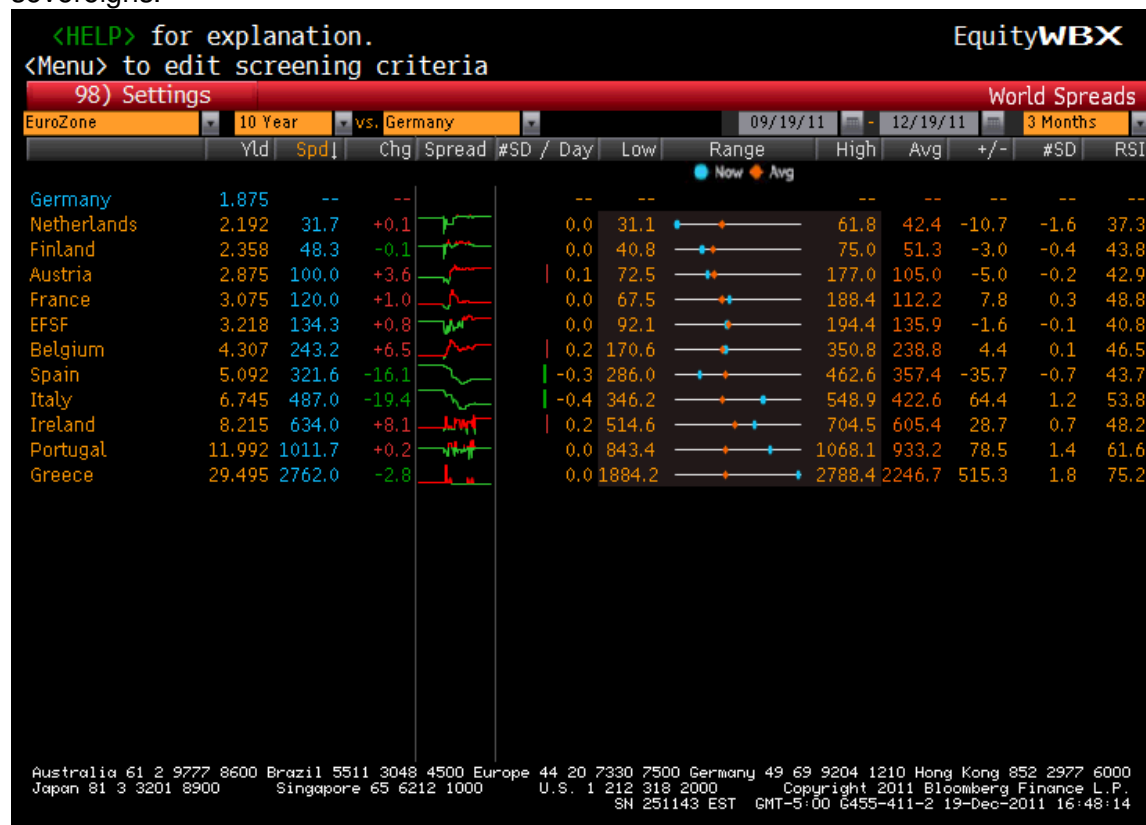 sovereigns.
<HELP> for explanation. EquityWBX
<Menu> to edit screening criteria
98) Settings World Spreads
EuroZone 10 Year vs. Germany 09/19/11 - 12/19/11 3 Months
Yld Spd↓ Chg Spread #SD / Day Low Range High Avg +/- #SD RSI
Now Avg
Germany 1.875 -- -- -- -- -- -- -- -- --
Netherlands 2.192 31.7 +0.1 0.0 31.1 61.8 42.4 -10.7 -1.6 37.3
Finland 2.358 48.3 -0.1 0.0 40.8 75.0 51.3 -3.0 -0.4 43.8
Austria 2.875 100.0 +3.6 0.1 72.5 177.0 105.0 -5.0 -0.2 42.9
France 3.075 120.0 +1.0 0.0 67.5 188.4 112.2 7.8 0.3 48.8
EFSF 3.218 134.3 +0.8 0.0 92.1 194.4 135.9 -1.6 -0.1 40.8
Belgium 4.307 243.2 +6.5 0.2 170.6 350.8 238.8 4.4 0.1 46.5
Spain 5.092 321.6 -16.1 -0.3 286.0 462.6 357.4 -35.7 -0.7 43.7
Italy 6.745 487.0 -19.4 -0.4 346.2 548.9 422.6 64.4 1.2 53.8
Ireland 8.215 634.0 +8.1 0.2 514.6 704.5 605.4 28.7 0.7 48.2
Portugal 11.992 1011.7 +0.2 0.0 843.4 1068.1 933.2 78.5 1.4 61.6
Greece 29.495 2762.0 -2.8 0.0 1884.2 2788.4 2246.7 515.3 1.8 75.2
Australia 61 2 9777 8600 Brazil 5511 3048 4500 Europe 44 20 7330 7500 Germany 49 69 9204 1210 Hong Kong 852 2977 6000
Japan 81 3 3201 8900 Singapore 65 6212 1000 U.S. 1 212 318 2000 Copyright 2011 Bloomberg Finance L.P.
SN 251143 EST GMT-5:00 G455-411-2 19-Dec-2011 16:48:14